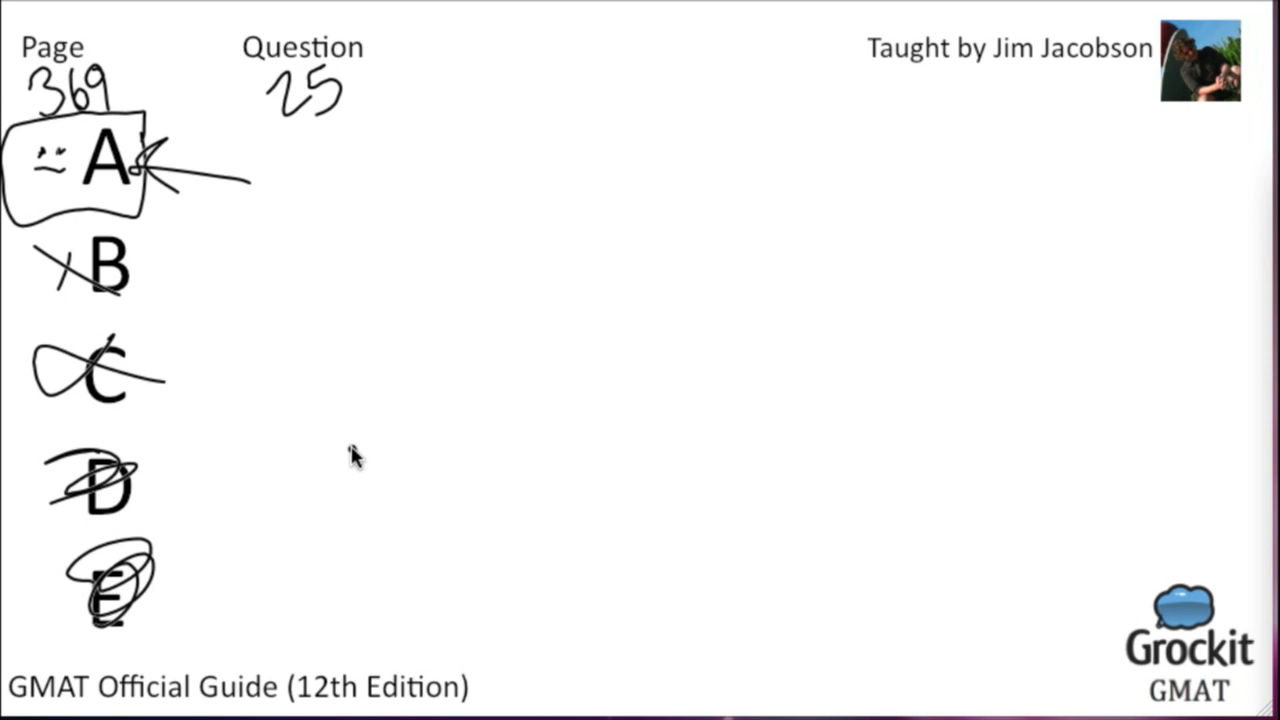 Page Question Taught by Jim Jacobson
369 25
A
B
C
D
E
Grockit
GMAT
GMAT Official Guide (12th Edition)